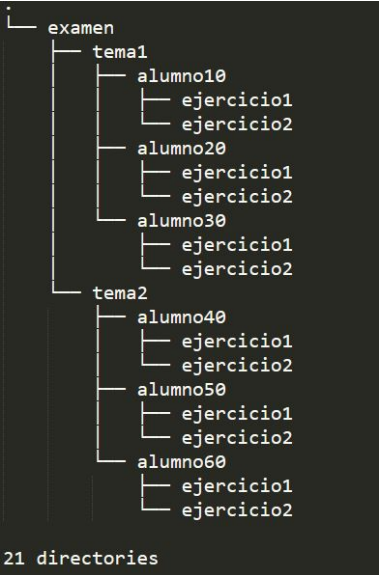 .
└── examen
    ├── tema1
    │   ├── alumno10
    │   │   ├── ejercicio1
    │   │   └── ejercicio2
    │   ├── alumno20
    │   │   ├── ejercicio1
    │   │   └── ejercicio2
    │   └── alumno30
    │       ├── ejercicio1
    │       └── ejercicio2
    └── tema2
        ├── alumno40
        │   ├── ejercicio1
        │   └── ejercicio2
        ├── alumno50
        │   ├── ejercicio1
        │   └── ejercicio2
        └── alumno60
            ├── ejercicio1
            └── ejercicio2

21 directories